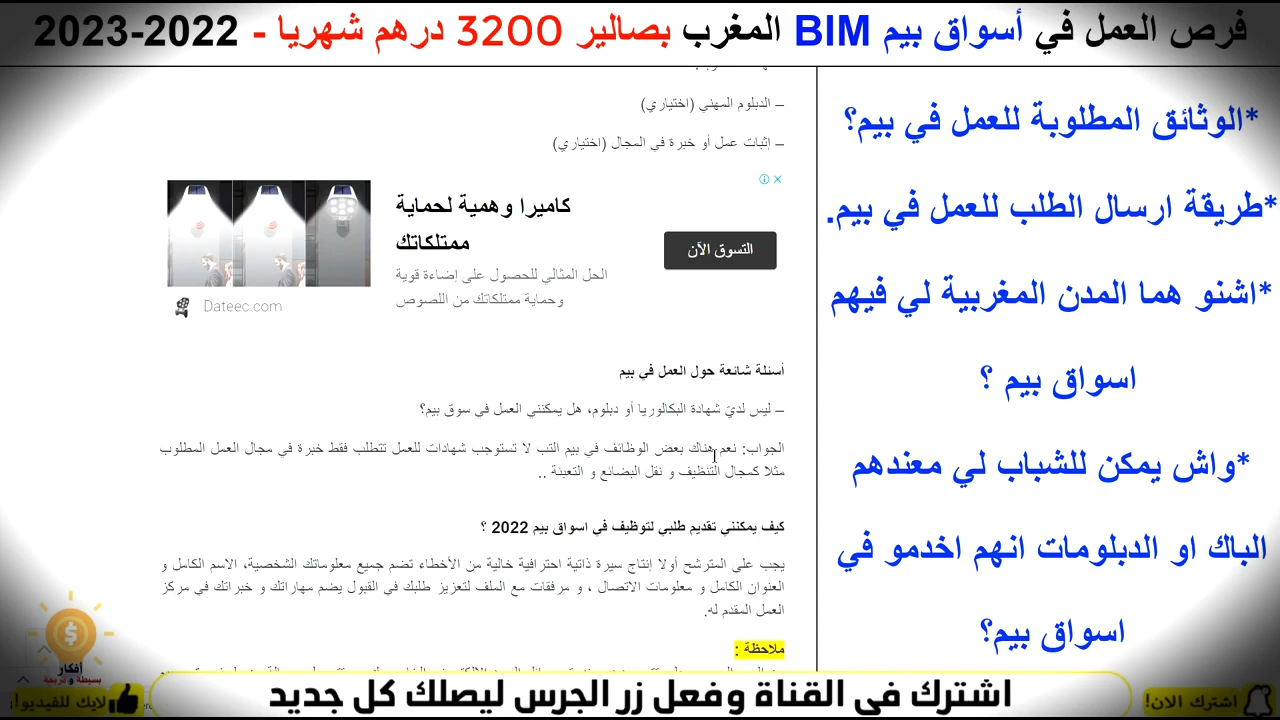 فرص العمل في أسواق بيم BIM المغرب بصالير 3200 درهم شهريا - 2022-2023
*الوثائق المطلوبة للعمل في بيم؟
*طريقة ارسال الطلب للعمل في بيم.
*اشنو هما المدن المغربية لي فيهم
اسواق بيم ؟
*واش يمكن للشباب لي معندهم
الباك او الدبلومات انهم اخدمو في
اسواق بيم؟
– الدبلوم المهني (اختياري)
– إثبات عمل أو خبرة في المجال (اختياري)
كاميرا وهمية لحماية
ممتلكاتك
الحل المثالي للحصول على إضاءة قوية
وحماية ممتلكاتك من اللصوص
Dateec.com
التسوق الآن
أسئلة شائعة حول العمل في بيم
– ليس لديّ شهادة البكالوريا أو دبلوم، هل يمكنني العمل في سوق بيم؟
الجواب: نعم هناك بعض الوظائف في بيم التب لا تستوجب شهادات للعمل تتطلب فقط خبرة في مجال العمل المطلوب
مثلا كمجال التنظيف و نقل البضائع و التعبئة ..
كيف يمكنني تقديم طلبي لتوظيف في اسواق بيم 2022 ؟
يجب على المترشح أولا إنتاج سيرة ذاتية احترافية خالية من الأخطاء تضم جميع معلوماتك الشخصية، الاسم الكامل و
العنوان الكامل و معلومات الاتصال ، و مرفقات مع الملف لتعزيز طلبك في القبول يضم مهاراتك و خبراتك في مركز
العمل المقدم له.
ملاحظة :
أفكار
بسيطة و مربحة
اشترك في القناة وفعل زر الجرس ليصلك كل جديد
لايك للفيديو!
اشترك الان!